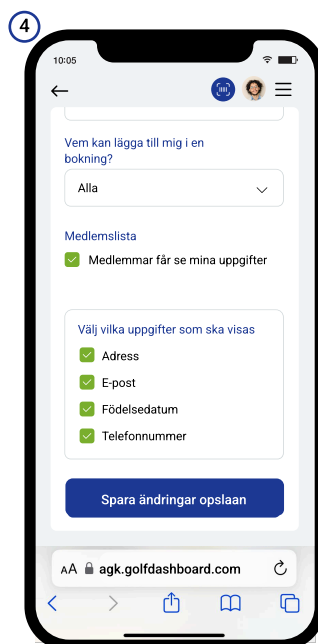 4
10:05
Vem kan lägga till mig i en
bokning?
Alla
Medlemslista
Medlemmar får se mina uppgifter
Välj vilka uppgifter som ska visas
Adress
E-post
Födelsedatum
Telefonnummer
Spara ändringar opslaan
AA agk.golfdashboard.com